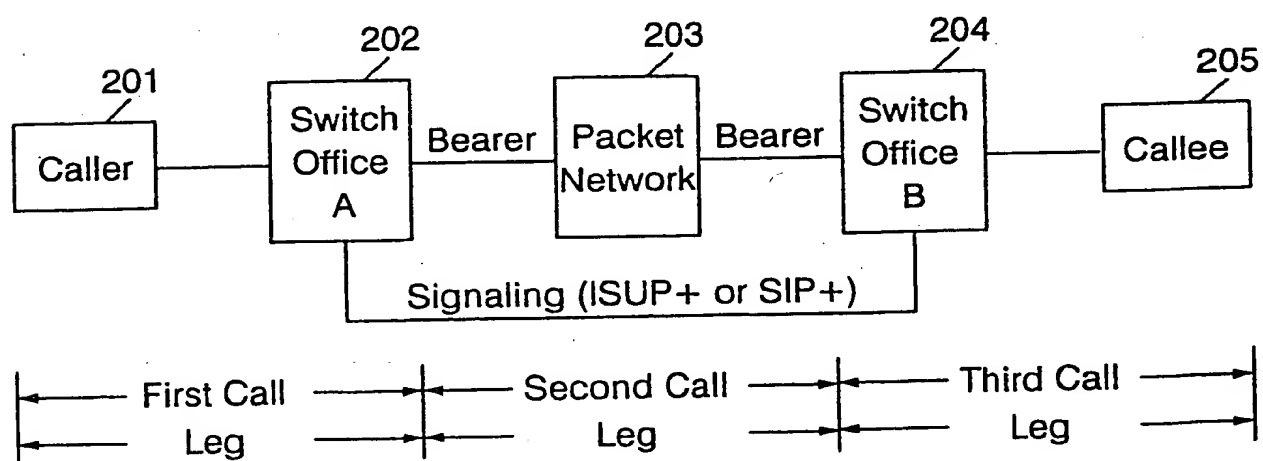 201
202
203
204
205
Caller
Switch
Office
A
Bearer
Packet
Network
Bearer
Switch
Office
B
Callee
Signaling (ISUP+ or SIP+)
First Call
Leg
Second Call
Leg
Third Call
Leg